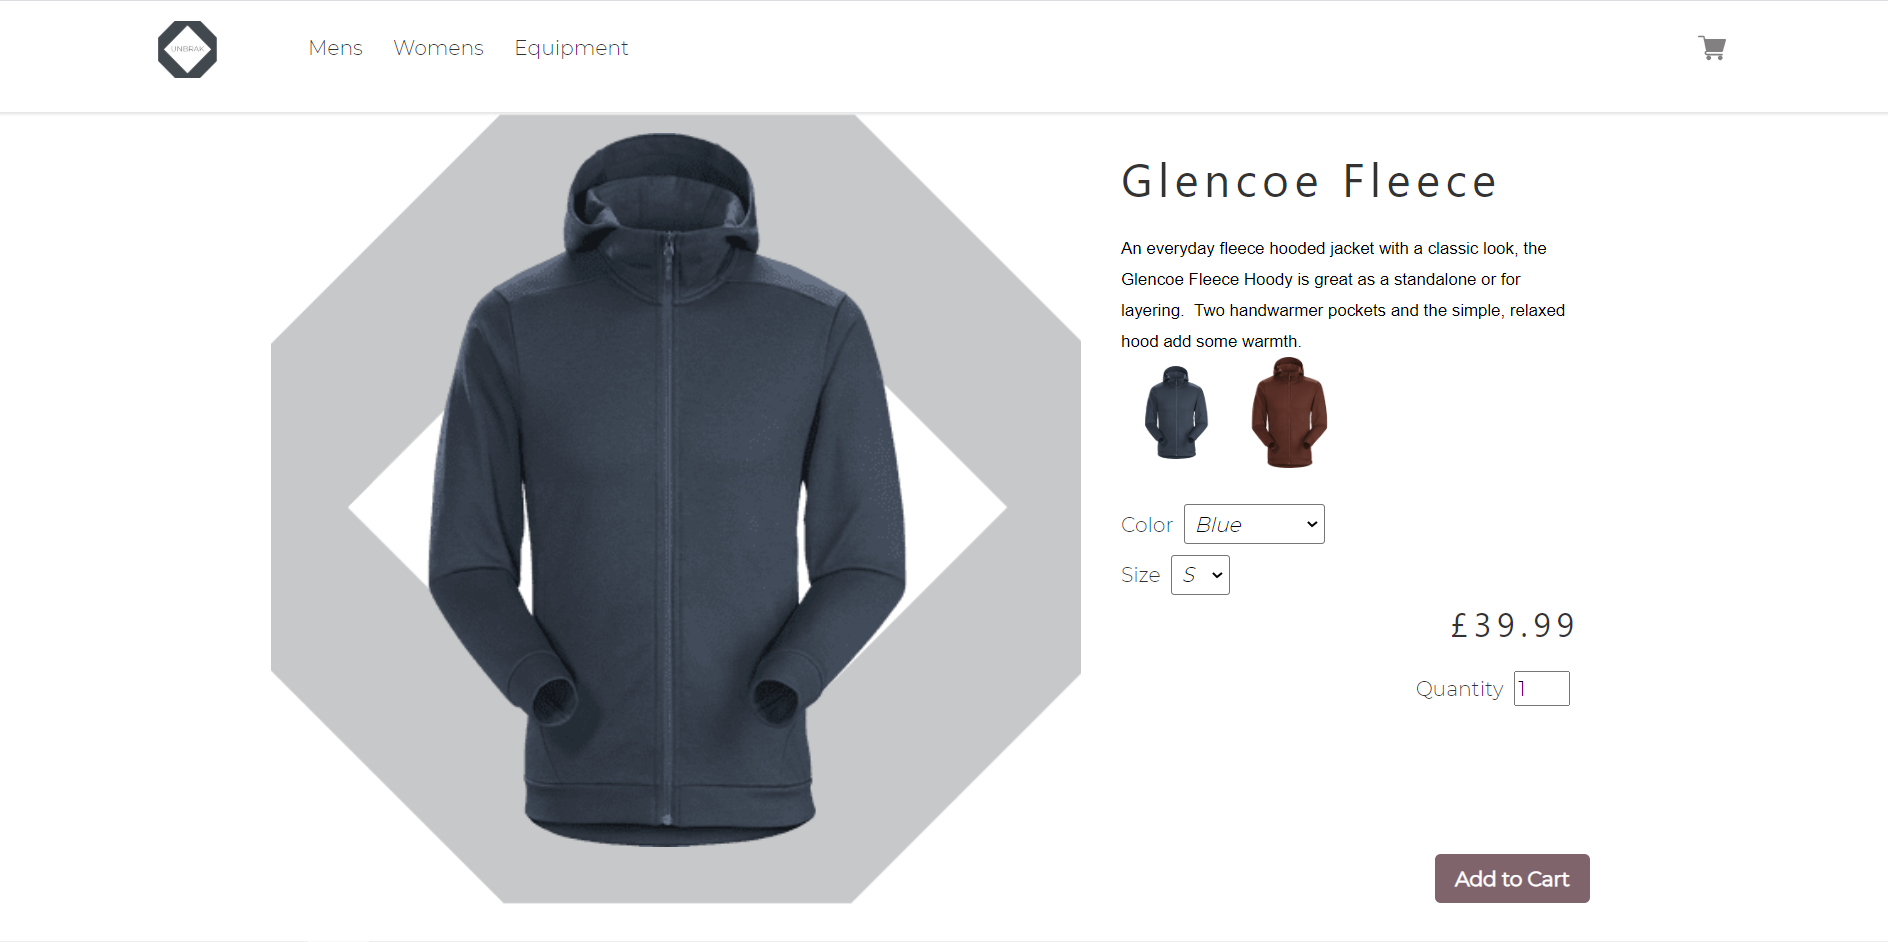 UNBRAK
Mens Womens Equipment
Glencoe Fleece
An everyday fleece hooded jacket with a classic look, the
Glencoe Fleece Hoody is great as a standalone or for
layering.  Two handwarmer pockets and the simple, relaxed
hood add some warmth.
Color Blue
Size S
£39.99
Quantity 1
Add to Cart